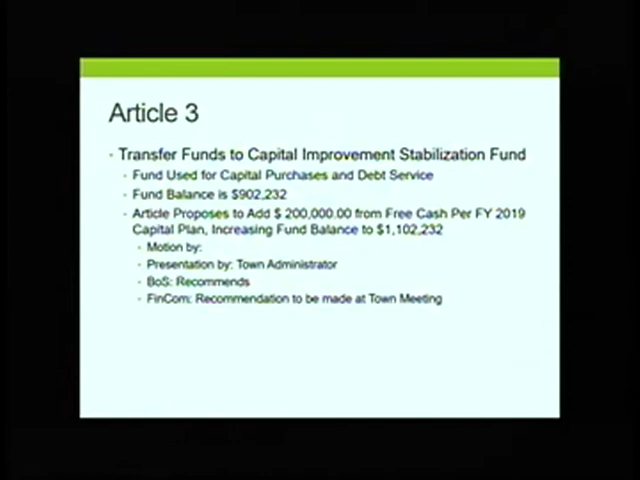 Article 3
Transfer Funds to Capital Improvement Stabilization Fund
Fund Used for Capital Purchases and Debt Service
Fund Balance is $902,232
Article Proposes to Add $ 200,000.00 from Free Cash Per FY 2019
Capital Plan, Increasing Fund Balance to $1,102,232
Motion by:
Presentation by: Town Administrator
BoS: Recommends
FinCom: Recommendation to be made at Town Meeting